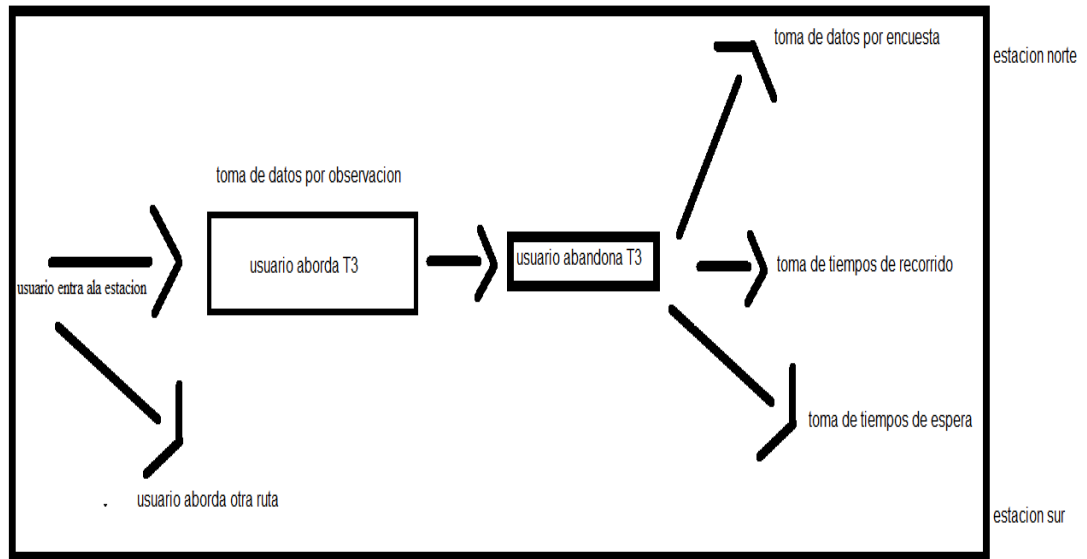 toma de datos por encuesta
estacion norte
toma de datos por observacion
usuario aborda T3
usuario abandona T3
toma de tiempos de recorrido
usuario entra ala estacion
toma de tiempos de espera
usuario aborda otra ruta
estacion sur